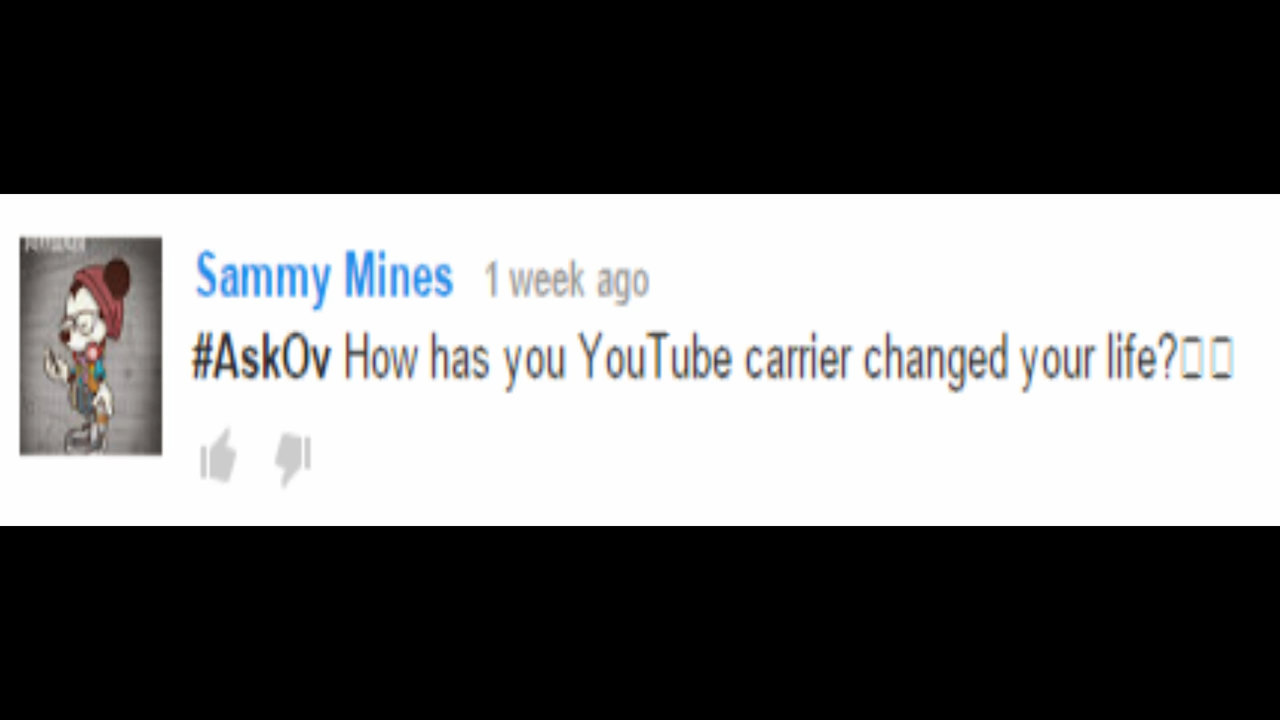 Sammy Mines 1 week ago
#AskOv How has you YouTube carrier changed your life?▯▯